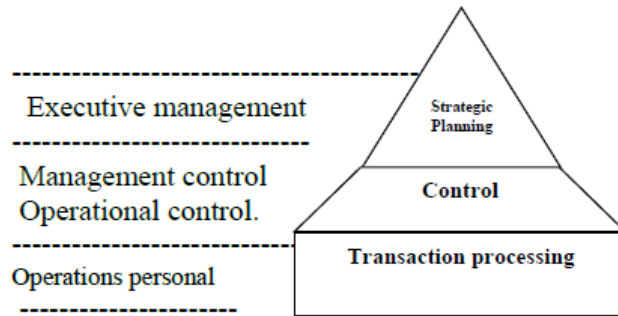 Executive management
Strategic
Planning
Management control
Operational control.
Control
Transaction processing
Operations personal